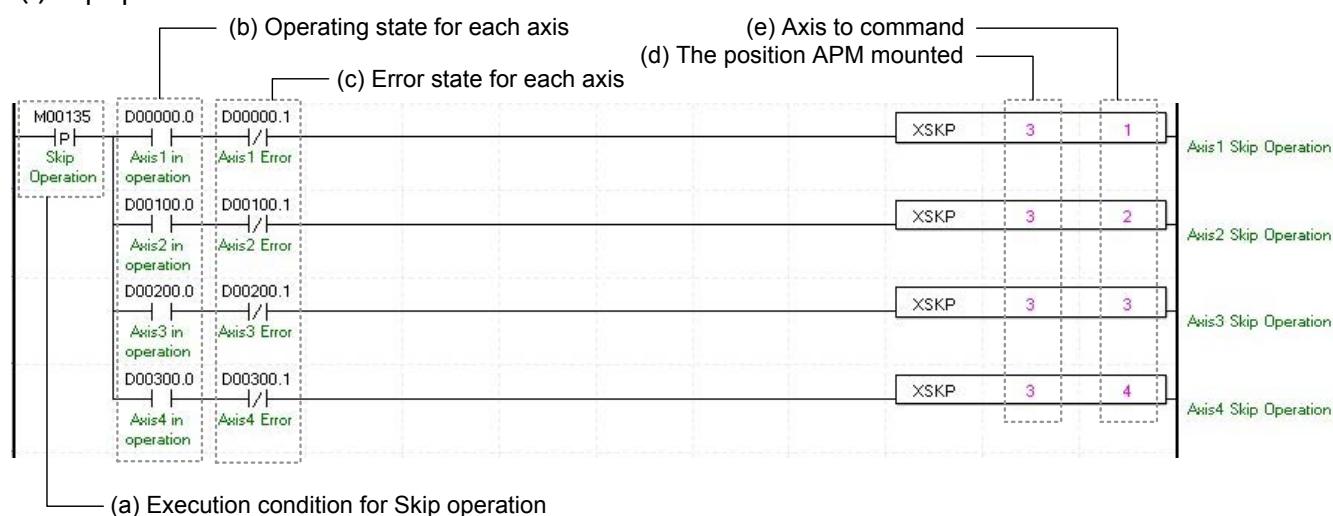 (b) Operating state for each axis
(e) Axis to command
(d) The position APM mounted
(c) Error state for each axis
M00135 D00000.0 D00000.1
P
XSKP 3 1
Skip Operation
Axis1 in operation
Axis1 Error
Axis1 Skip Operation
D00100.0 D00100.1
XSKP 3 2
Axis2 in operation
Axis2 Error
Axis2 Skip Operation
D00200.0 D00200.1
XSKP 3 3
Axis3 in operation
Axis3 Error
Axis3 Skip Operation
D00300.0 D00300.1
XSKP 3 4
Axis4 in operation
Axis4 Error
Axis4 Skip Operation
(a) Execution condition for Skip operation